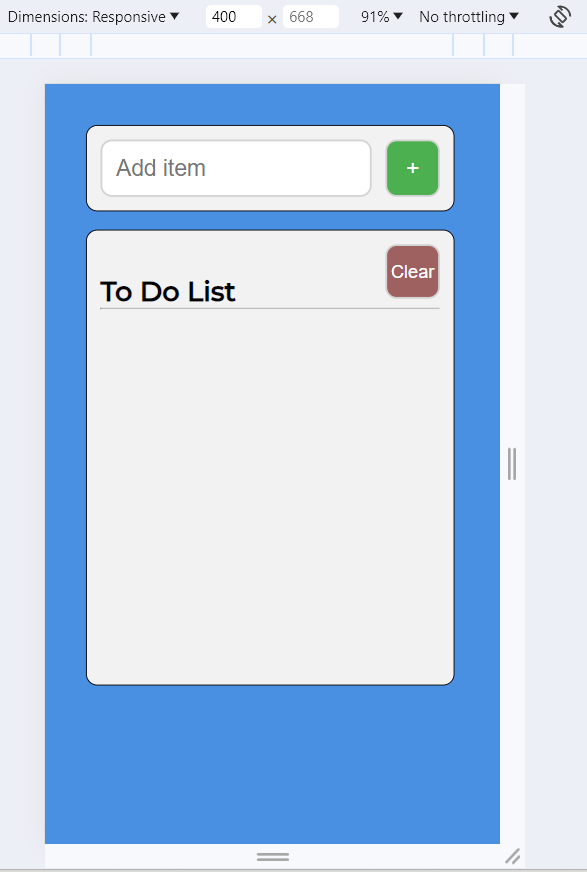 Dimensions: Responsive ▼ 400 × 668 91% ▼ No throttling ▼
Add item +
Clear
To Do List